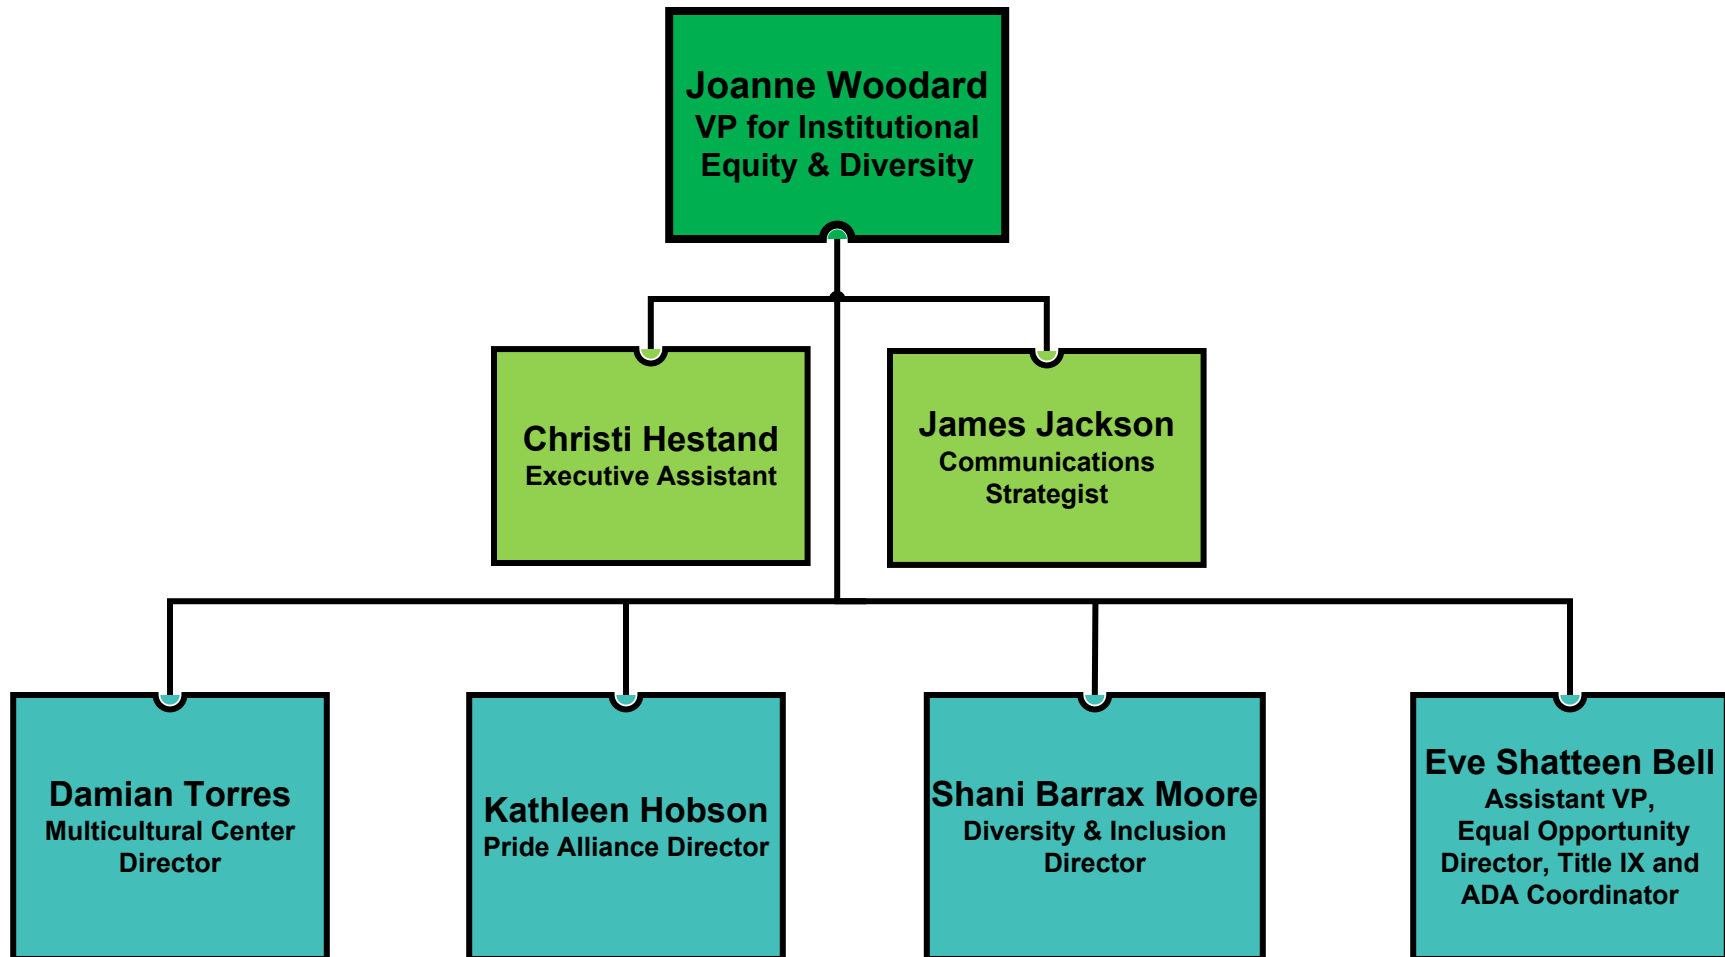 Joanne Woodard
VP for Institutional
Equity & Diversity
Christi Hestand
Executive Assistant
James Jackson
Communications
Strategist
Damian Torres
Multicultural Center
Director
Kathleen Hobson
Pride Alliance Director
Shani Barrax Moore
Diversity & Inclusion
Director
Eve Shatteen Bell
Assistant VP,
Equal Opportunity
Director, Title IX and
ADA Coordinator